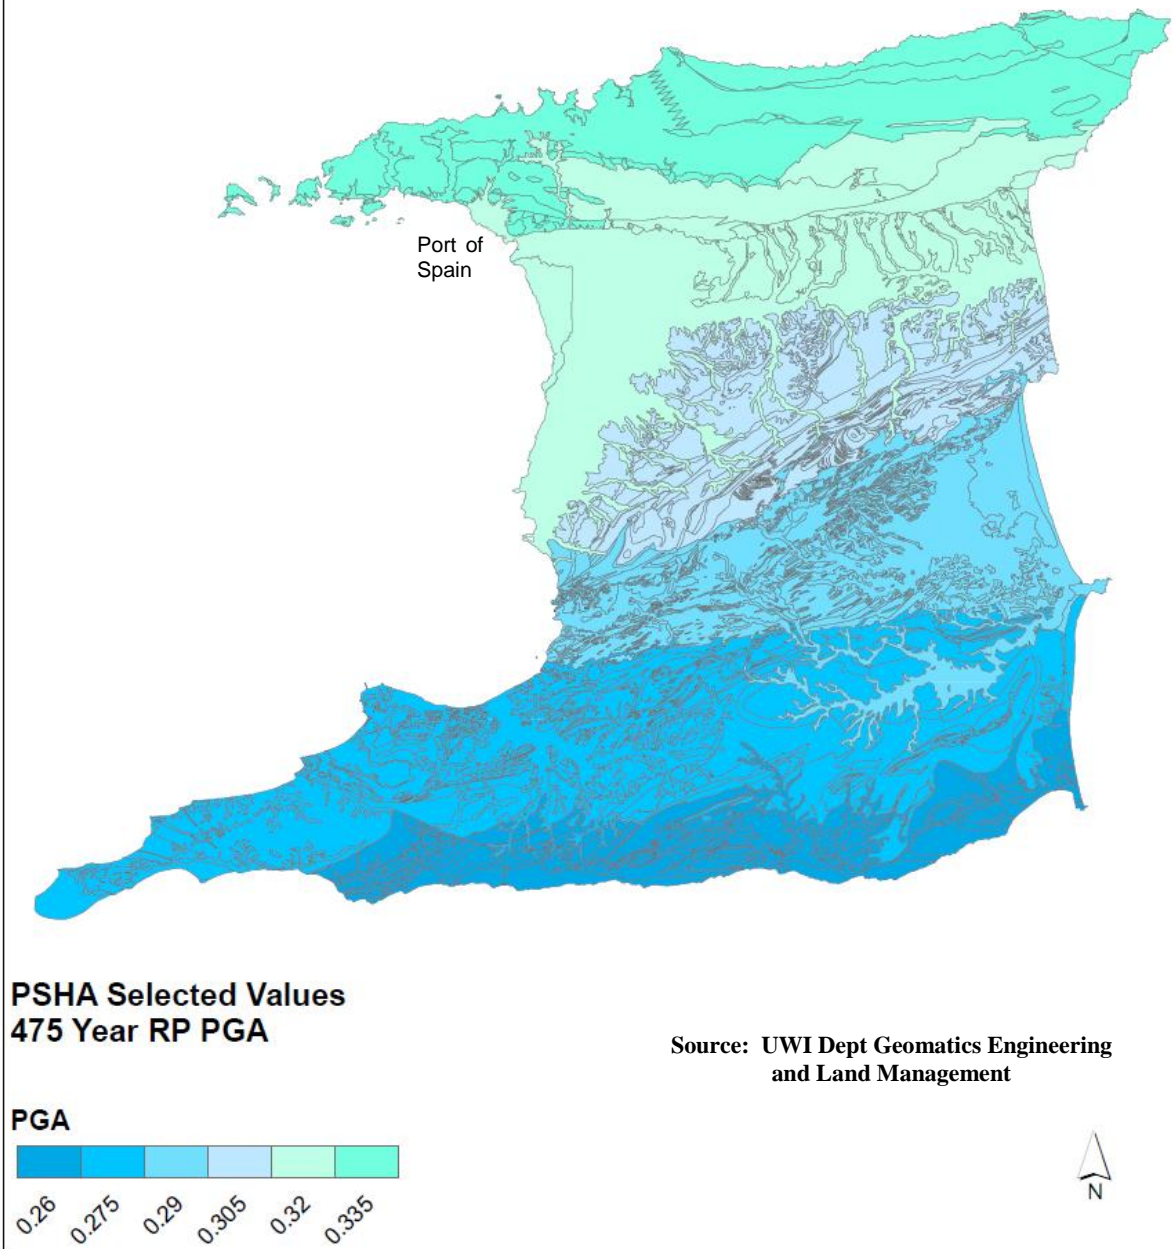 Port of
Spain
PSHA Selected Values
475 Year RP PGA
Source: UWI Dept Geomatics Engineering
and Land Management
PGA
0.26
0.275
0.29
0.305
0.32
0.335
N